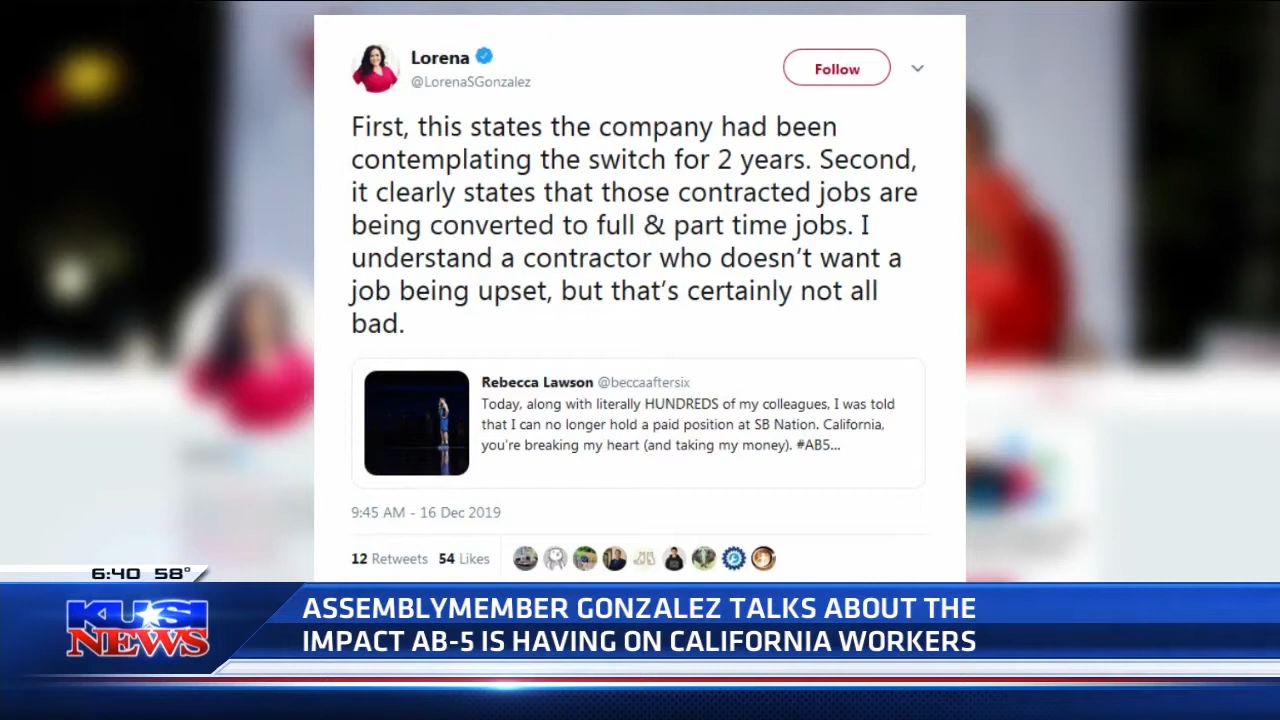 Lorena
@LorenaSGonzalez
Follow
First, this states the company had been
contemplating the switch for 2 years. Second,
it clearly states that those contracted jobs are
being converted to full & part time jobs. I
understand a contractor who doesn’t want a
job being upset, but that’s certainly not all
bad.
Rebecca Lawson @beccaaftersix
Today, along with literally HUNDREDS of my colleagues, I was told
that I can no longer hold a paid position at SB Nation. California,
you're breaking my heart (and taking my money). #AB5...
9:45 AM - 16 Dec 2019
12 Retweets 54 Likes
6:40 58°
KUSI
NEWS
ASSEMBLYMEMBER GONZALEZ TALKS ABOUT THE
IMPACT AB-5 IS HAVING ON CALIFORNIA WORKERS